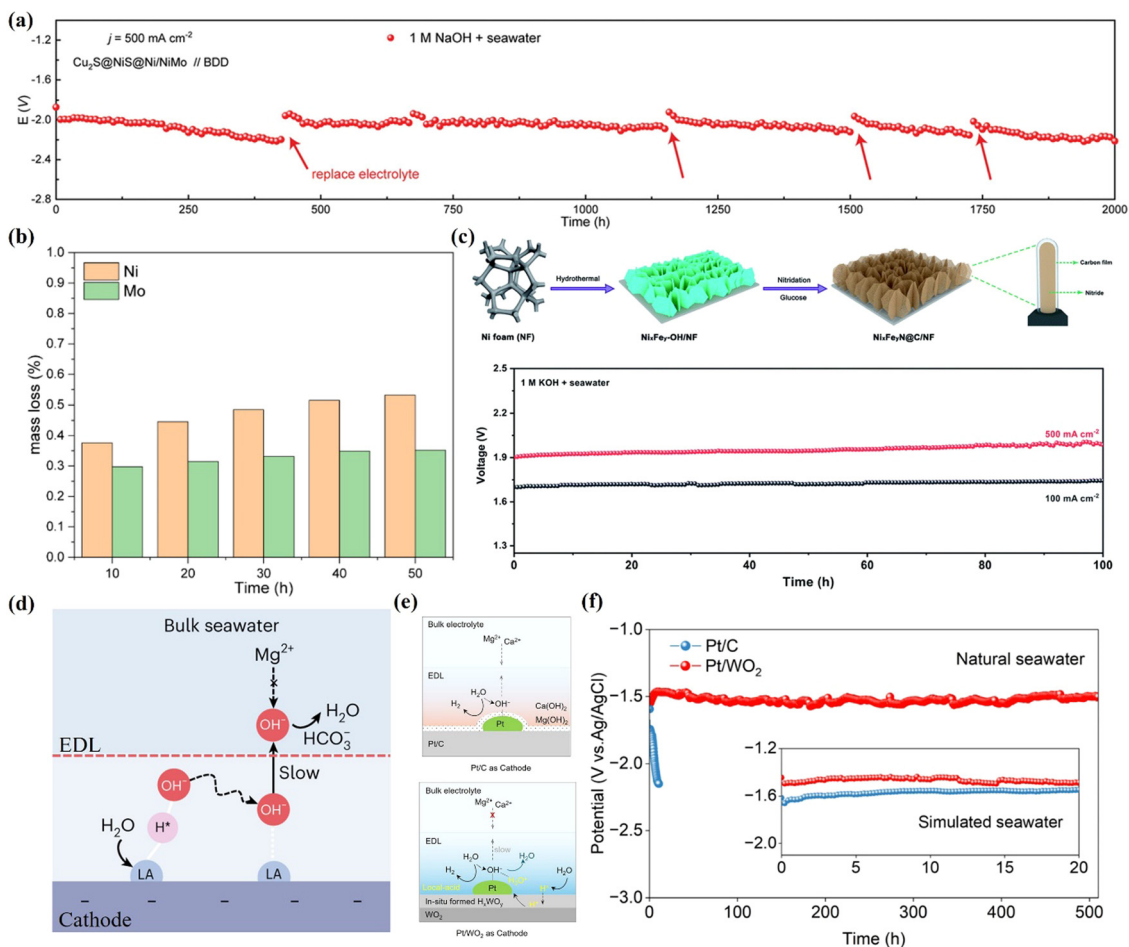 (a)
j = 500 mA cm⁻²
1 M NaOH + seawater
Cu₂S@NiS@Ni/NiMo // BDD
replace electrolyte
E (V)
-1.2
-1.6
-2.0
-2.4
-2.8
0
250
500
750
1000
1250
1500
1750
2000
Time (h)
(b)
Ni
Mo
mass loss (%)
1.0
0.9
0.8
0.7
0.6
0.5
0.4
0.3
0.2
0.1
0.0
10
20
30
40
50
Time (h)
(c)
Hydrothermal
Nitridation
Glucose
Carbon film
Nitride
Ni foam (NF)
NiₓFeᵧ-OH/NF
NiₓFeᵧN@C/NF
1 M KOH + seawater
500 mA cm⁻²
100 mA cm⁻²
Voltage (V)
2.5
2.2
1.9
1.6
1.3
0
20
40
60
80
100
Time (h)
(d)
Bulk seawater
Mg²⁺
OH⁻
H₂O
HCO₃⁻
EDL
Slow
OH⁻
OH⁻
H*
H₂O
LA
LA
Cathode
(e)
Bulk electrolyte
Mg²⁺
Ca²⁺
EDL
H₂O
H₂
OH⁻
Ca(OH)₂
Mg(OH)₂
Pt
Pt/C
Pt/C as Cathode
Bulk electrolyte
Mg²⁺
Ca²⁺
EDL
slow
H₂O
H₂O
H₂
OH⁻
H₂O
Local-acid
Pt
In-situ formed HₓWOᵧ
WO₂
Pt/WO₂ as Cathode
(f)
Pt/C
Pt/WO₂
Natural seawater
Simulated seawater
Potential (V vs.Ag/AgCl)
−1.0
−1.5
−2.0
−2.5
−3.0
0
100
200
300
400
500
Time (h)
−1.2
−1.6
−2.0
0
5
10
15
20